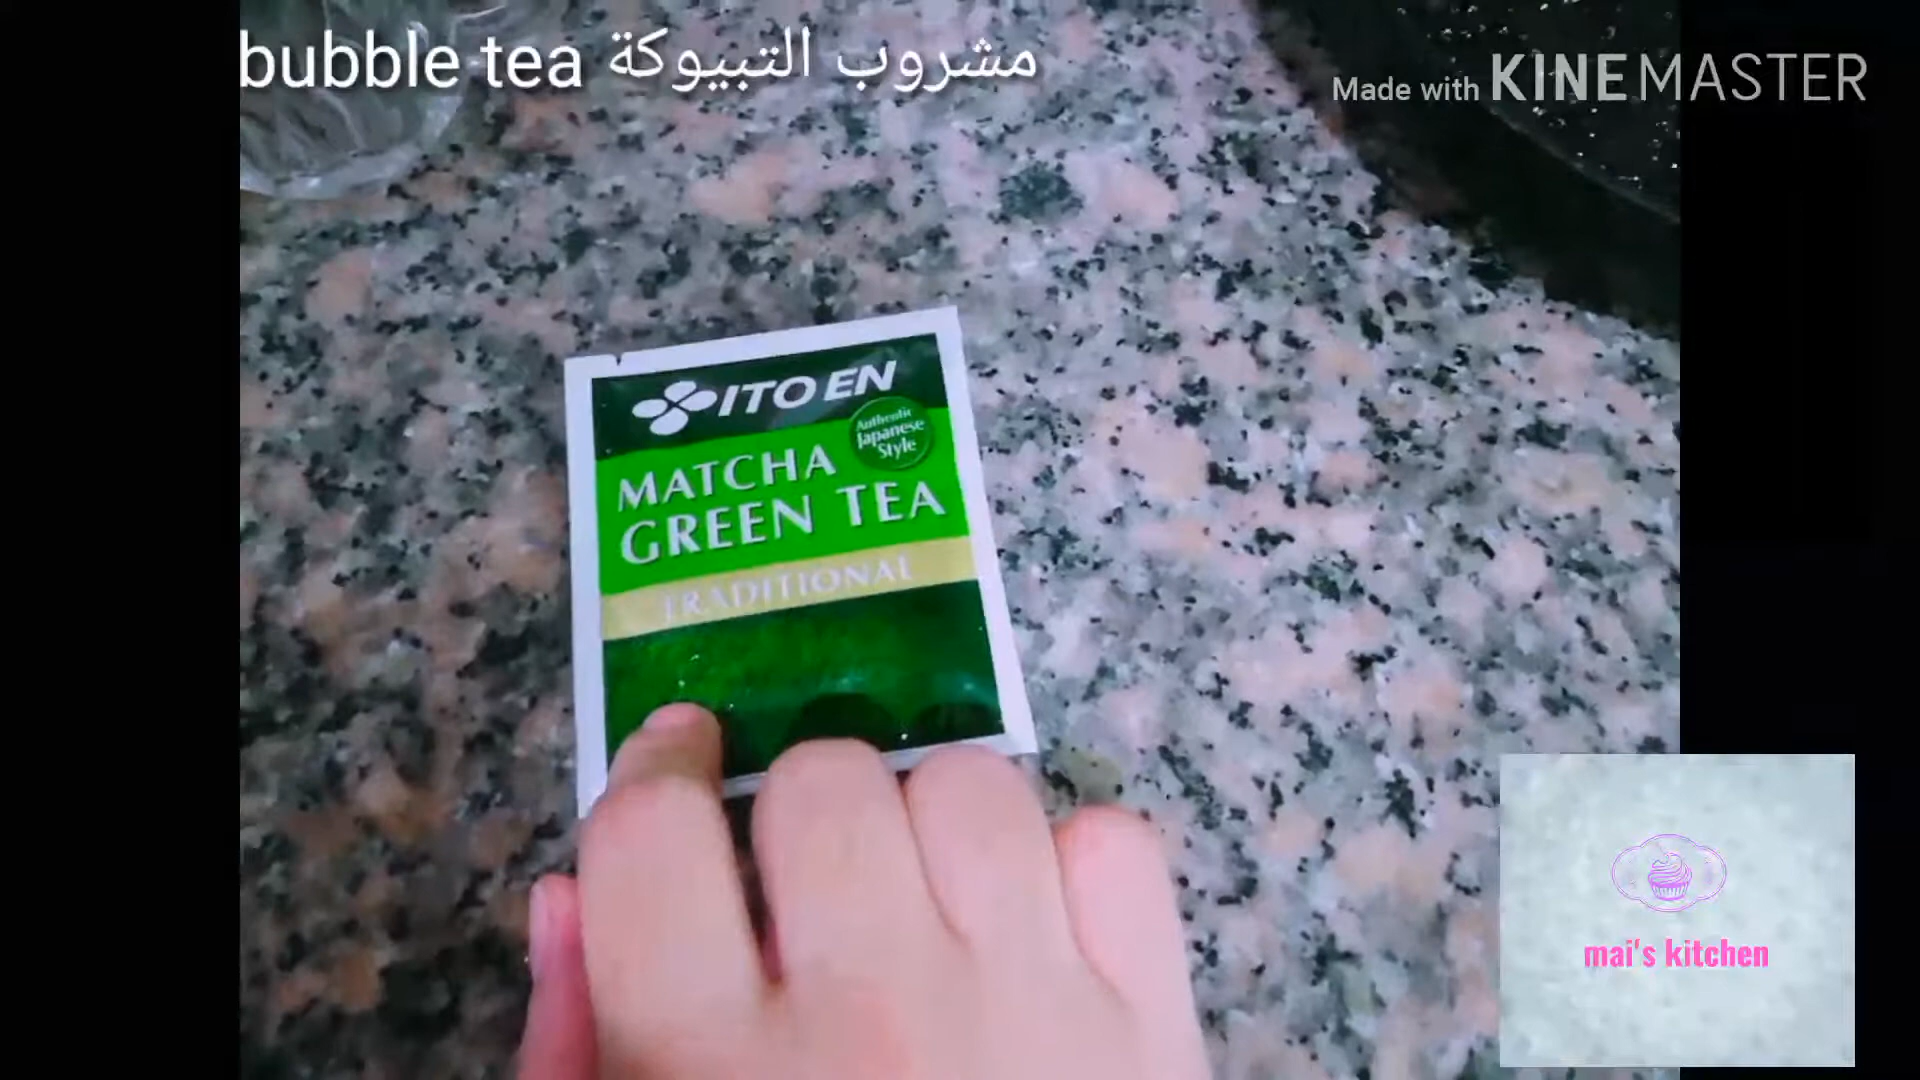 bubble tea مشروب التبيوكة
Made with KINEMASTER
ITO EN
Authentic
Japanese
Style
MATCHA
GREEN TEA
TRADITIONAL
mai's kitchen